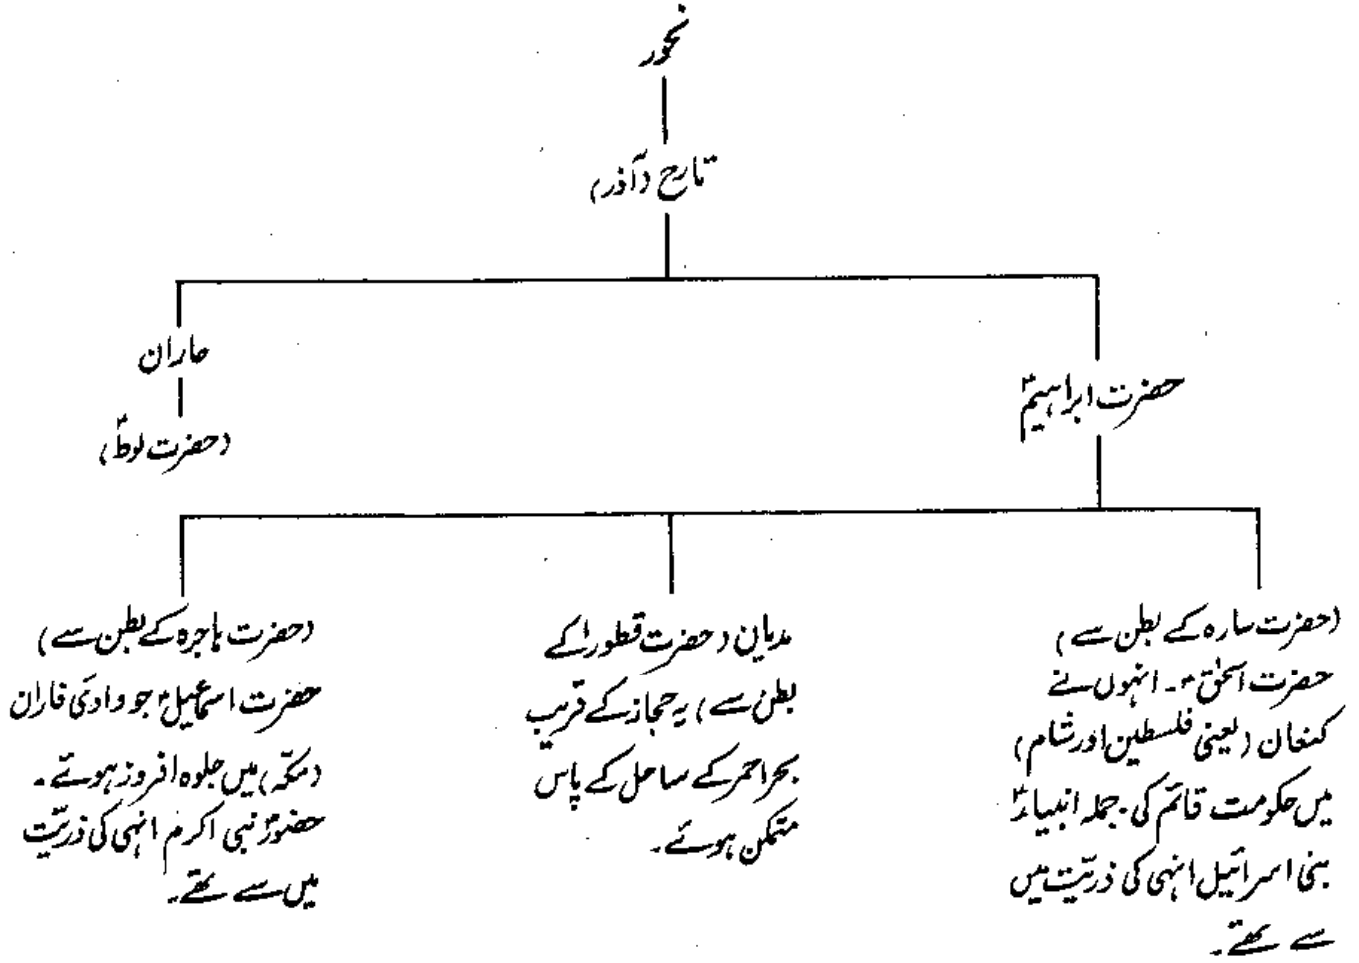 نحور
تارح (آذر)
حاران
حضرت ابراہیمؑ
(حضرت لوطؑ)
(حضرت سارہ کے بطن سے)
حضرت اسحٰقؑ۔ انہوں نے
کنعان (یعنی فلسطین اور شام)
میں حکومت قائم کی۔ جملہ انبیاءؑ
بنی اسرائیل انہی کی ذریّت میں
سے تھے۔
مدیان (حضرت قطورا کے
بطن سے) یہ حجاز کے قریب
بحر احمر کے ساحل کے پاس
متمکن ہوئے۔
(حضرت ہاجرہ کے بطن سے)
حضرت اسماعیلؑ جو وادی فاران
(مکّہ) میں جلوہ افروز ہوئے۔
حضورؐ نبی اکرم انہی کی ذریّت
میں سے تھے۔